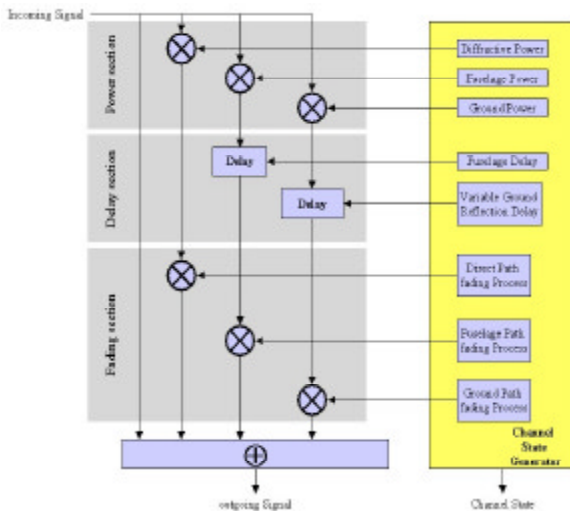 Incoming Signal
Power section
Diffractive Power
Fuselage Power
Ground Power
Delay section
Delay
Fuselage Delay
Delay
Variable Ground
Reflection Delay
Fading section
Direct Path
fading Process
Fuselage Path
fading Process
Ground Path
fading Process
Channel
State
Generator
outgoing Signal
Channel State